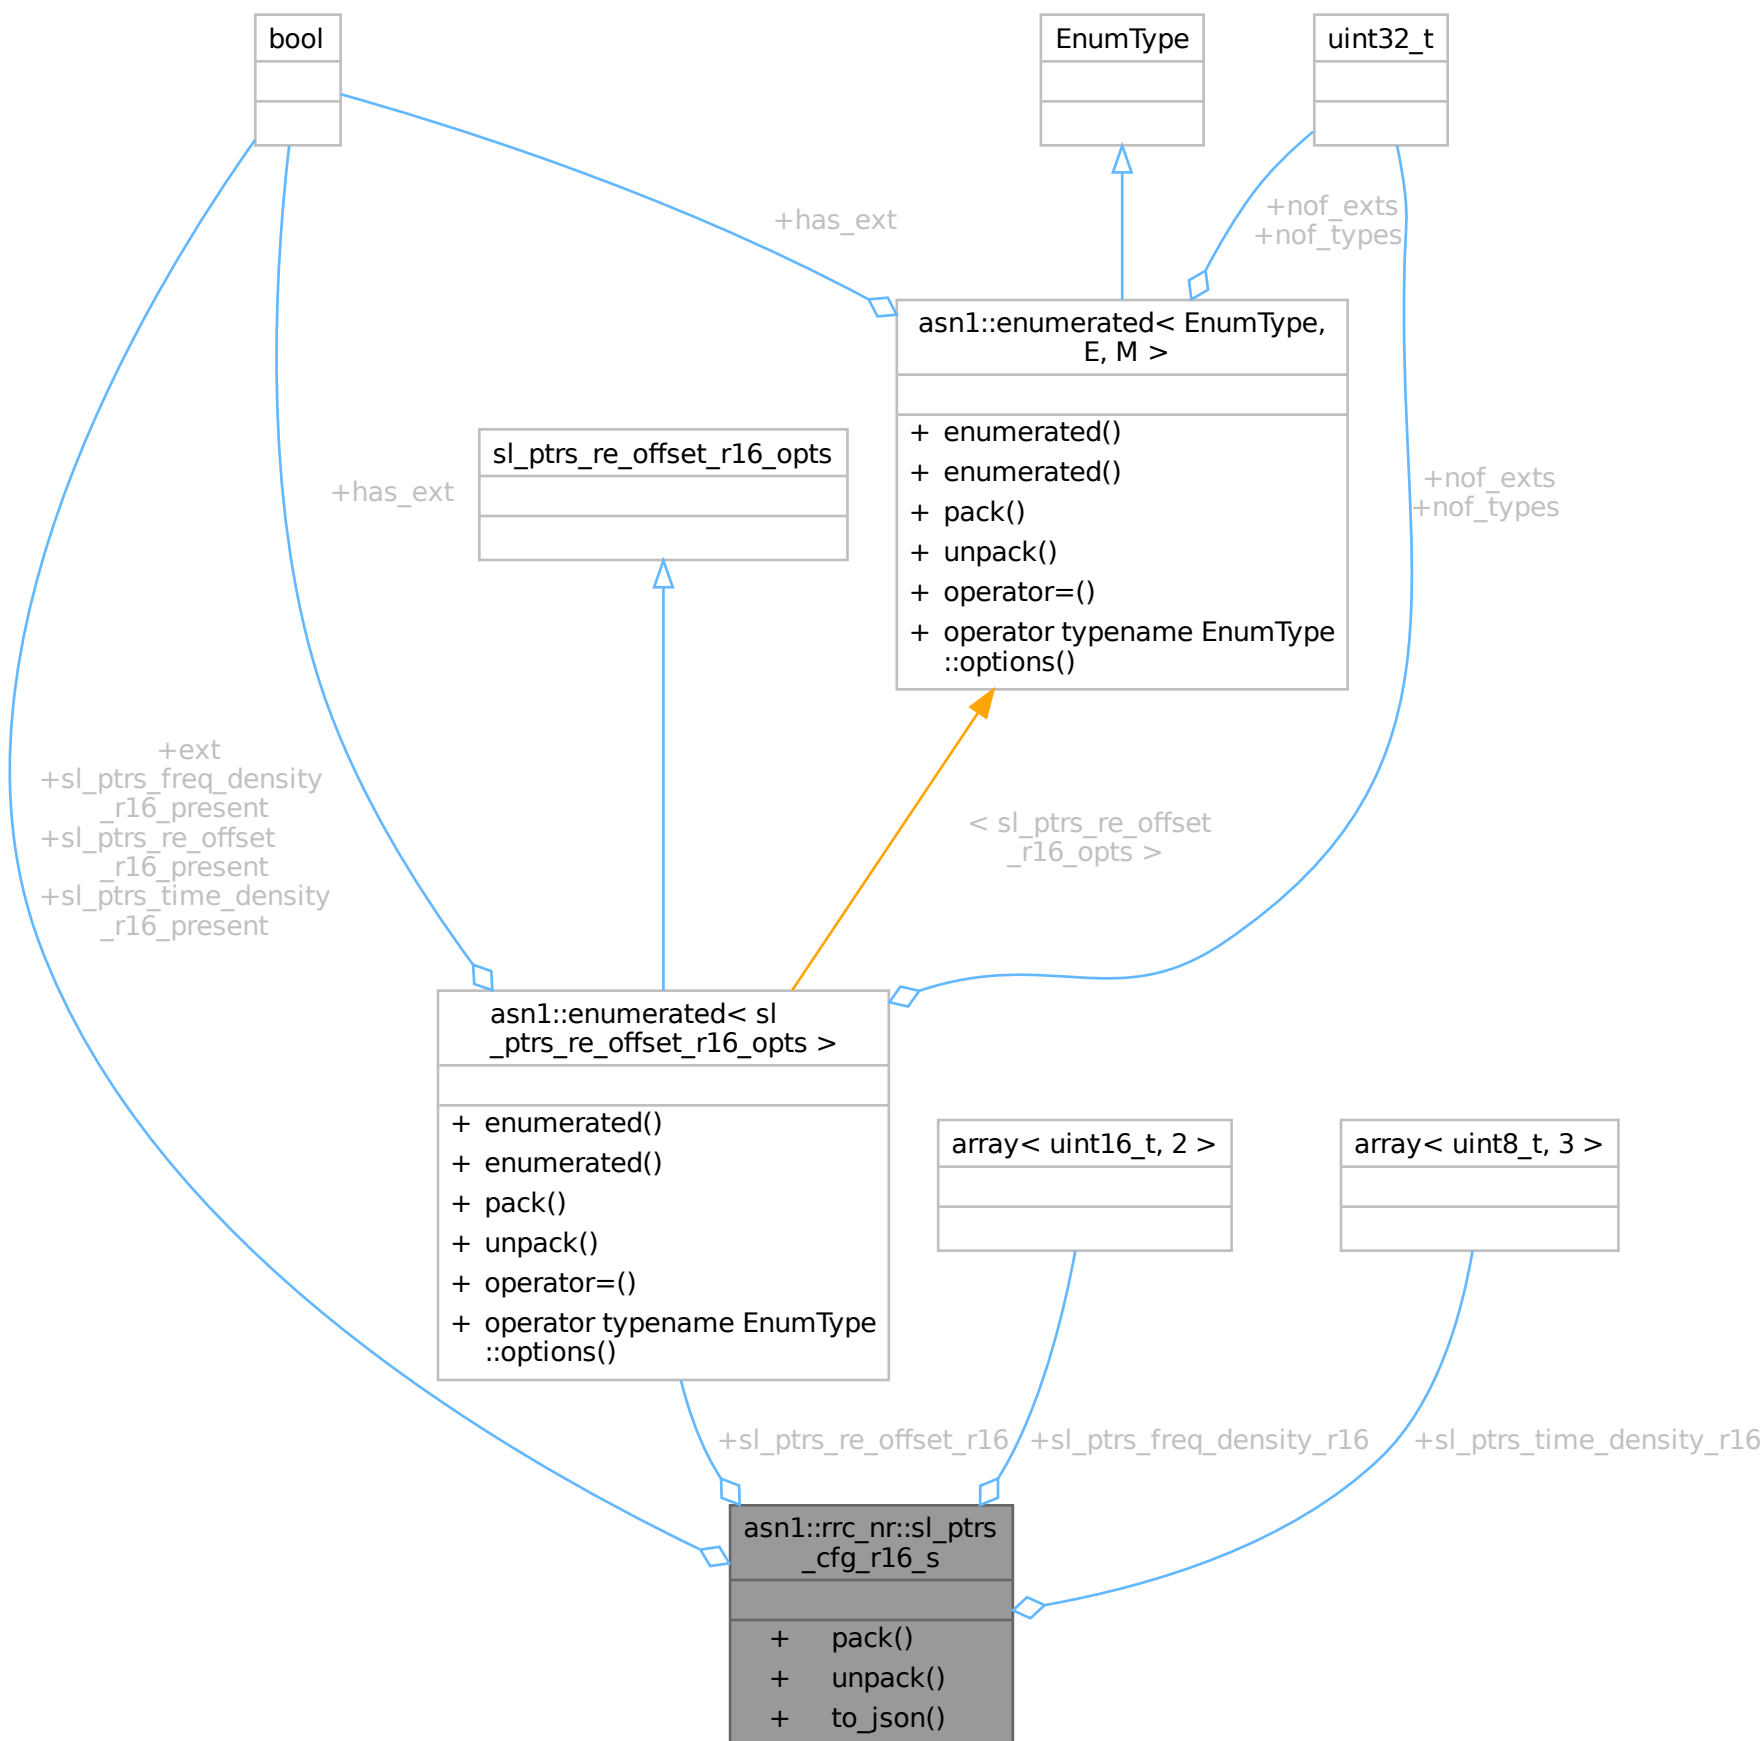 bool
EnumType
uint32_t
+has_ext
+nof_exts
+nof_types
asn1::enumerated< EnumType,
E, M >
+ enumerated()
+ enumerated()
+ pack()
+ unpack()
+ operator=()
+ operator typename EnumType
::options()
sl_ptrs_re_offset_r16_opts
+has_ext
+nof_exts
+nof_types
+ext
+sl_ptrs_freq_density
_r16_present
+sl_ptrs_re_offset
_r16_present
+sl_ptrs_time_density
_r16_present
< sl_ptrs_re_offset
_r16_opts >
asn1::enumerated< sl
_ptrs_re_offset_r16_opts >
+ enumerated()
+ enumerated()
+ pack()
+ unpack()
+ operator=()
+ operator typename EnumType
::options()
array< uint16_t, 2 >
array< uint8_t, 3 >
+sl_ptrs_re_offset_r16
+sl_ptrs_freq_density_r16
+sl_ptrs_time_density_r16
asn1::rrc_nr::sl_ptrs
_cfg_r16_s
+ pack()
+ unpack()
+ to_json()